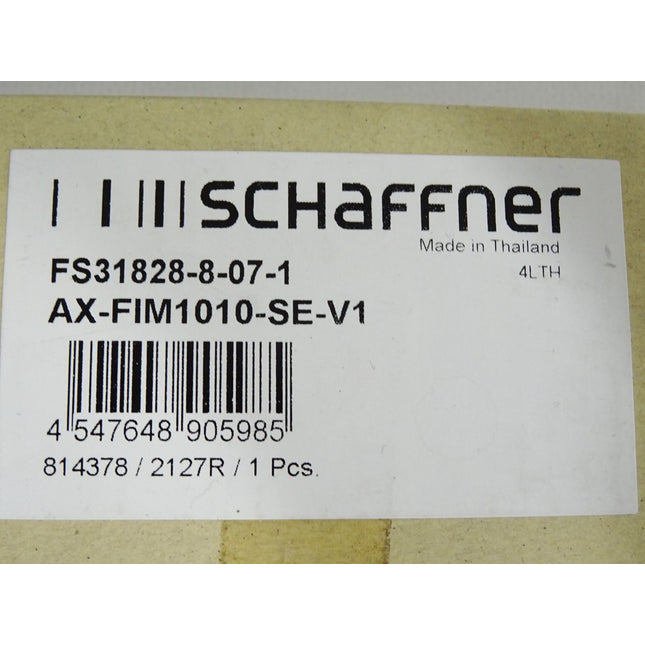 SCHaFFner
Made in Thailand
FS31828-8-07-1
4LTH
AX-FIM1010-SE-V1
4 547648 905985
814378 / 2127R / 1 Pcs.